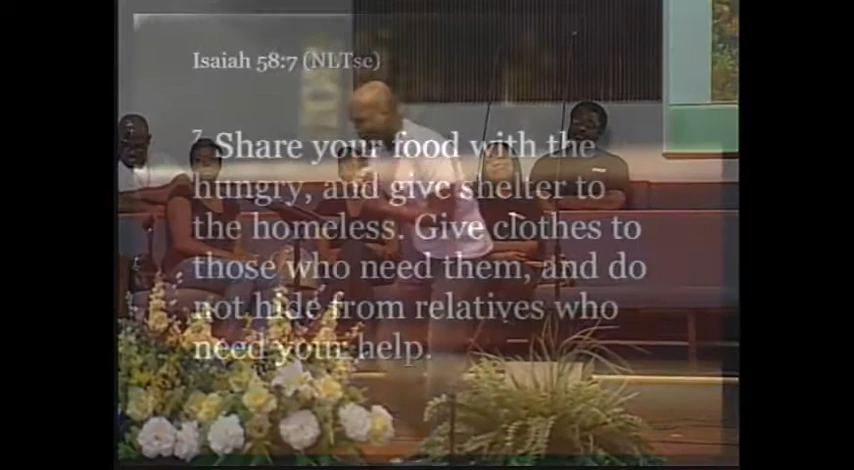 Isaiah 58:7 (NLTse)
7 Share your food with the
hungry, and give shelter to
the homeless. Give clothes to
those who need them, and do
not hide from relatives who
need your help.